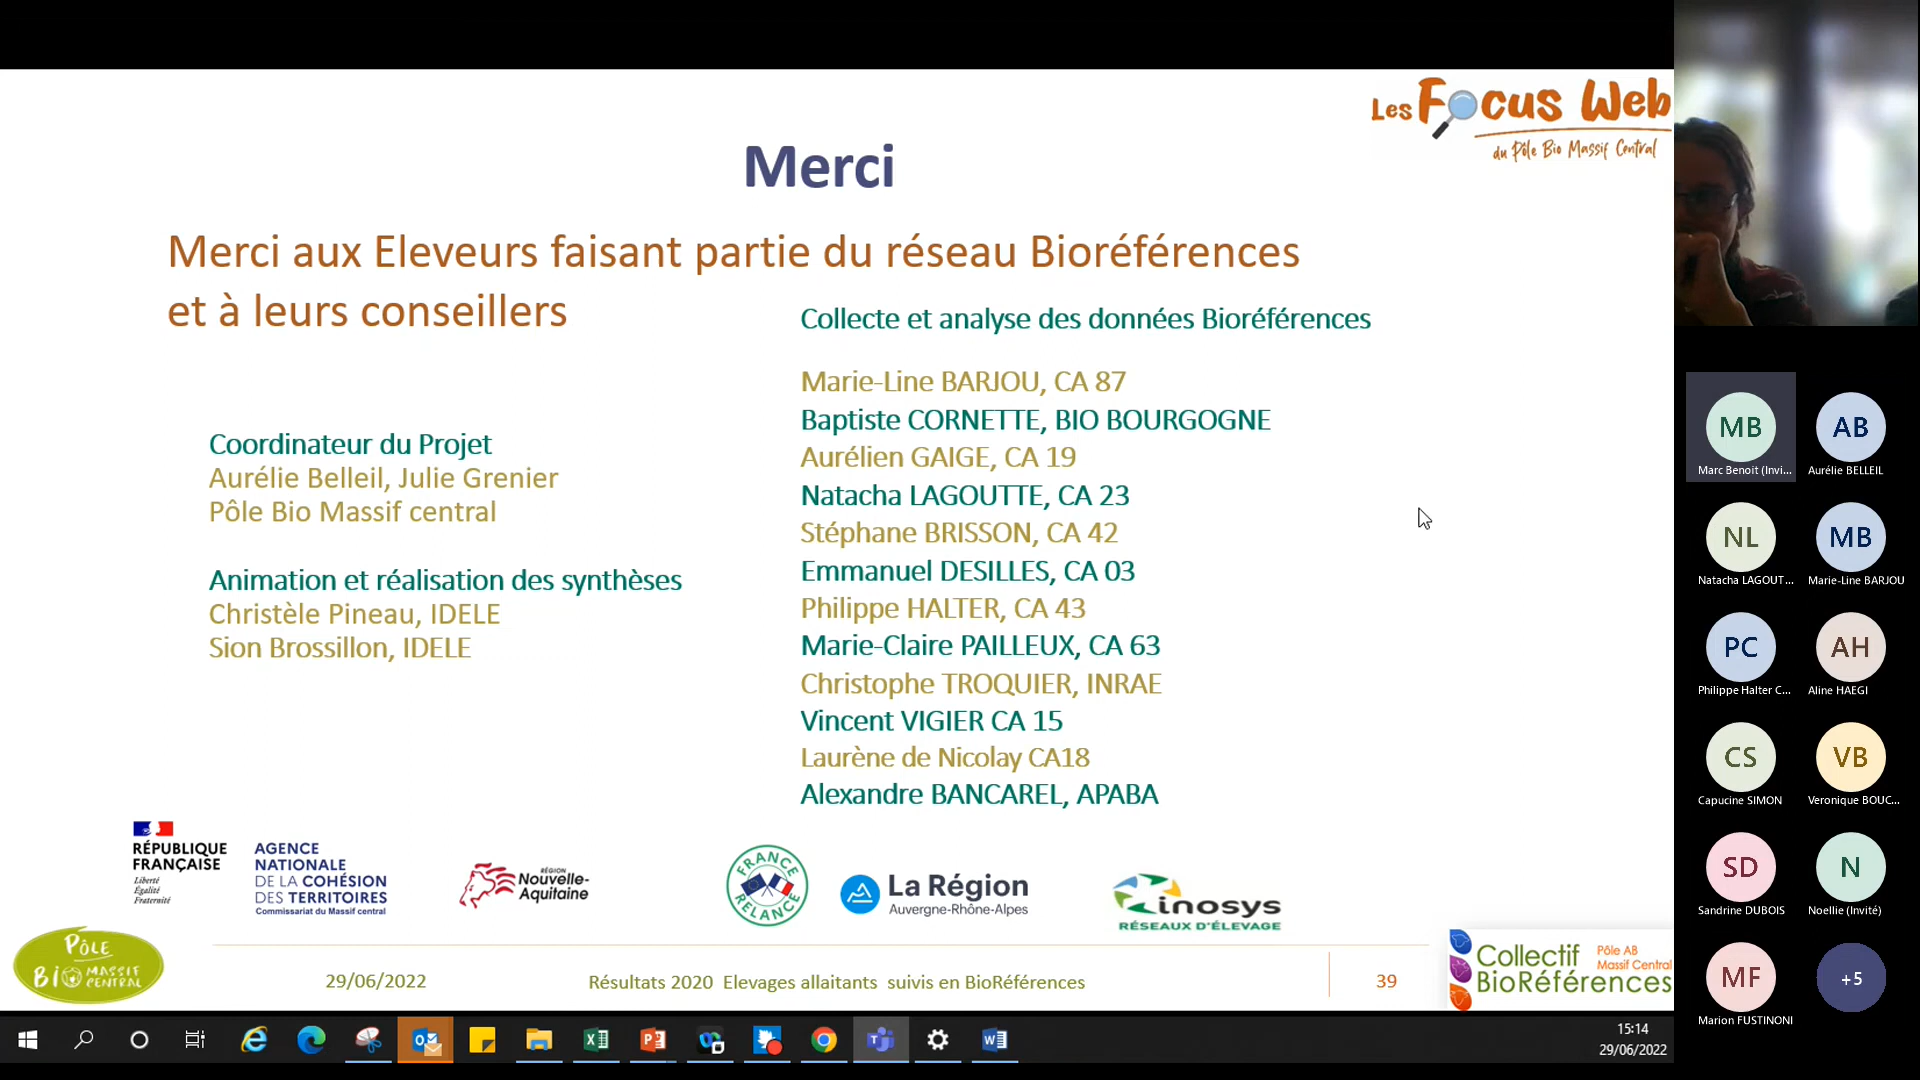 Les Focus Web
du Pôle Bio Massif Central
Merci
Merci aux Eleveurs faisant partie du réseau Bioréférences
et à leurs conseillers
Coordinateur du Projet
Aurélie Belleil, Julie Grenier
Pôle Bio Massif central
Animation et réalisation des synthèses
Christèle Pineau, IDELE
Sion Brossillon, IDELE
Collecte et analyse des données Bioréférences
Marie-Line BARJOU, CA 87
Baptiste CORNETTE, BIO BOURGOGNE
Aurélien GAIGE, CA 19
Natacha LAGOUTTE, CA 23
Stéphane BRISSON, CA 42
Emmanuel DESILLES, CA 03
Philippe HALTER, CA 43
Marie-Claire PAILLEUX, CA 63
Christophe TROQUIER, INRAE
Vincent VIGIER CA 15
Laurène de Nicolay CA18
Alexandre BANCAREL, APABA
RÉPUBLIQUE
FRANÇAISE
Liberté
Égalité
Fraternité
AGENCE
NATIONALE
DE LA COHÉSION
DES TERRITOIRES
Commissariat du Massif central
RÉGION
Nouvelle-
Aquitaine
FRANCE
RELANCE
La Région
Auvergne-Rhône-Alpes
inosys
RÉSEAUX D'ÉLEVAGE
PÔLE
BIO MASSIF
CENTRAL
29/06/2022
Résultats 2020 Elevages allaitants suivis en BioRéférences
39
Collectif
BioRéférences
Pôle AB
Massif Central
15:14
29/06/2022
MB
Marc Benoit (Invi...
AB
Aurélie BELLEIL
NL
Natacha LAGOUT...
MB
Marie-Line BARJOU
PC
Philippe Halter C...
AH
Aline HAEGI
CS
Capucine SIMON
VB
Veronique BOUC...
SD
Sandrine DUBOIS
N
Noellie (Invité)
MF
Marion FUSTINONI
+5